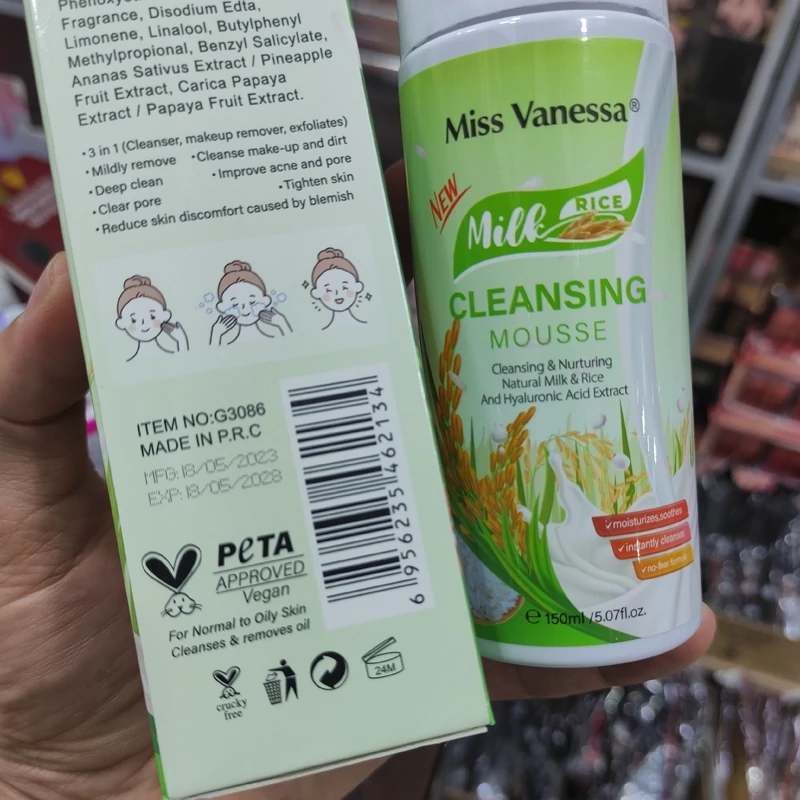 Fragrance, Disodium Edta,
Limonene, Linalool, Butylphenyl
Methylpropional, Benzyl Salicylate,
Ananas Sativus Extract / Pineapple
Fruit Extract, Carica Papaya
Extract / Papaya Fruit Extract.
•3 in 1 (Cleanser, makeup remover, exfoliates)
•Mildly remove •Cleanse make-up and dirt
•Deep clean •Improve acne and pore
•Clear pore •Tighten skin
•Reduce skin discomfort caused by blemish
ITEM NO:G3086
MADE IN P.R.C
MFG:18/05/2023
EXP:18/05/2028
6 956235 462134
PETA
APPROVED
Vegan
For Normal to Oily Skin
Cleanses & removes oil
crucky
free
24M
Miss Vanessa®
NEW
Milk RICE
CLEANSING
MOUSSE
Cleansing & Nurturing
Natural Milk & Rice
And Hyaluronic Acid Extract
✓moisturizes,soothes
✓instantly cleanses
✓no-tear formula
℮ 150ml /5.07fl.oz.